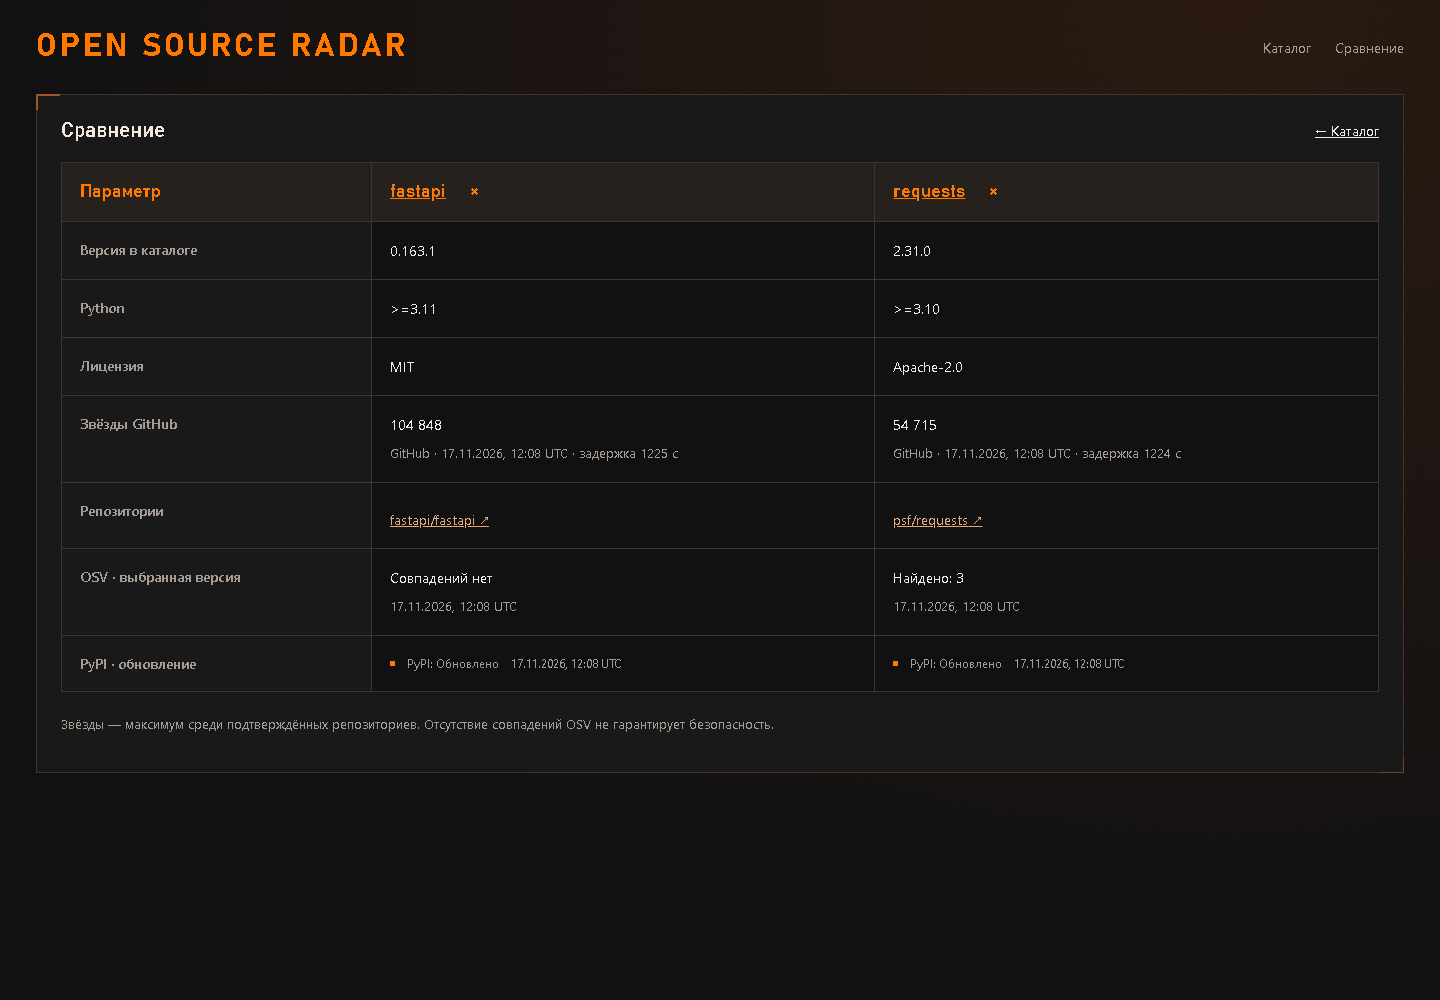 OPEN SOURCE RADAR
Каталог Сравнение
Сравнение
← Каталог
Параметр fastapi × requests ×
Версия в каталоге 0.163.1 2.31.0
Python >=3.11 >=3.10
Лицензия MIT Apache-2.0
Звёзды GitHub 104 848 54 715
GitHub · 17.11.2026, 12:08 UTC · задержка 1225 с GitHub · 17.11.2026, 12:08 UTC · задержка 1224 с
Репозитории fastapi/fastapi ↗ psf/requests ↗
OSV · выбранная версия Совпадений нет Найдено: 3
17.11.2026, 12:08 UTC 17.11.2026, 12:08 UTC
PyPI · обновление PyPI: Обновлено 17.11.2026, 12:08 UTC PyPI: Обновлено 17.11.2026, 12:08 UTC
Звёзды — максимум среди подтверждённых репозиториев. Отсутствие совпадений OSV не гарантирует безопасность.